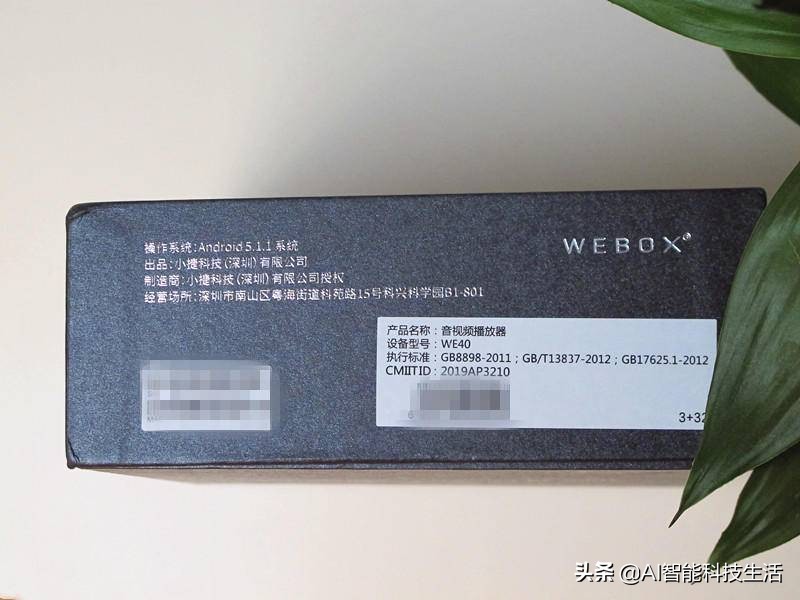 操作系统:Android 5.1.1 系统
出品:小捷科技(深圳)有限公司
制造商:小捷科技(深圳)有限公司授权
经营场所:深圳市南山区粤海街道科苑路15号科兴科学园B1-801
WEBOX®
产品名称:音视频播放器
设备型号:WE40
执行标准:GB8898-2011;GB/T13837-2012;GB17625.1-2012
CMIITID:2019AP3210
3+32
头条 @AI智能科技生活